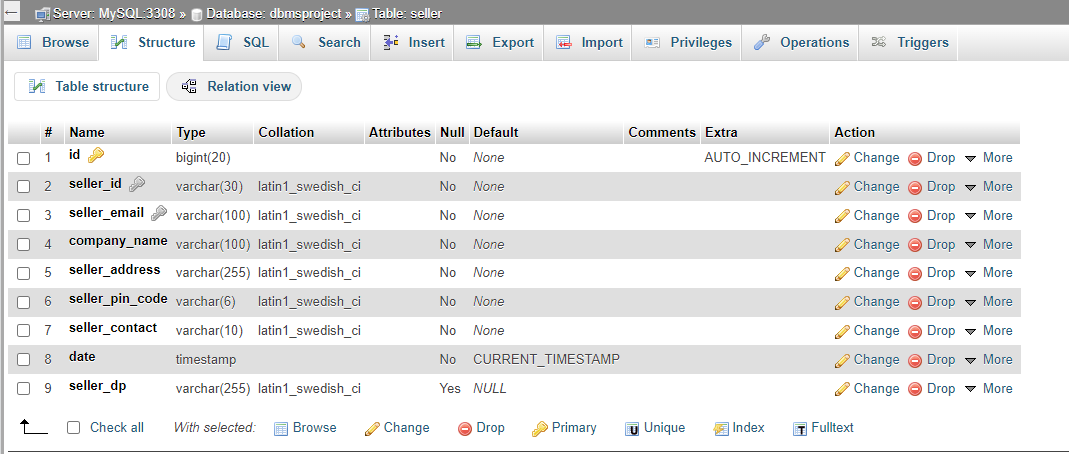 Server: MySQL:3308 » Database: dbmsproject » Table: seller
Browse Structure SQL Search Insert Export Import Privileges Operations Triggers
Table structure Relation view
# Name Type Collation Attributes Null Default Comments Extra Action
1 id bigint(20) No None AUTO_INCREMENT Change Drop More
2 seller_id varchar(30) latin1_swedish_ci No None Change Drop More
3 seller_email varchar(100) latin1_swedish_ci No None Change Drop More
4 company_name varchar(100) latin1_swedish_ci No None Change Drop More
5 seller_address varchar(255) latin1_swedish_ci No None Change Drop More
6 seller_pin_code varchar(6) latin1_swedish_ci No None Change Drop More
7 seller_contact varchar(10) latin1_swedish_ci No None Change Drop More
8 date timestamp No CURRENT_TIMESTAMP Change Drop More
9 seller_dp varchar(255) latin1_swedish_ci Yes NULL Change Drop More
Check all With selected: Browse Change Drop Primary U Unique Index T Fulltext